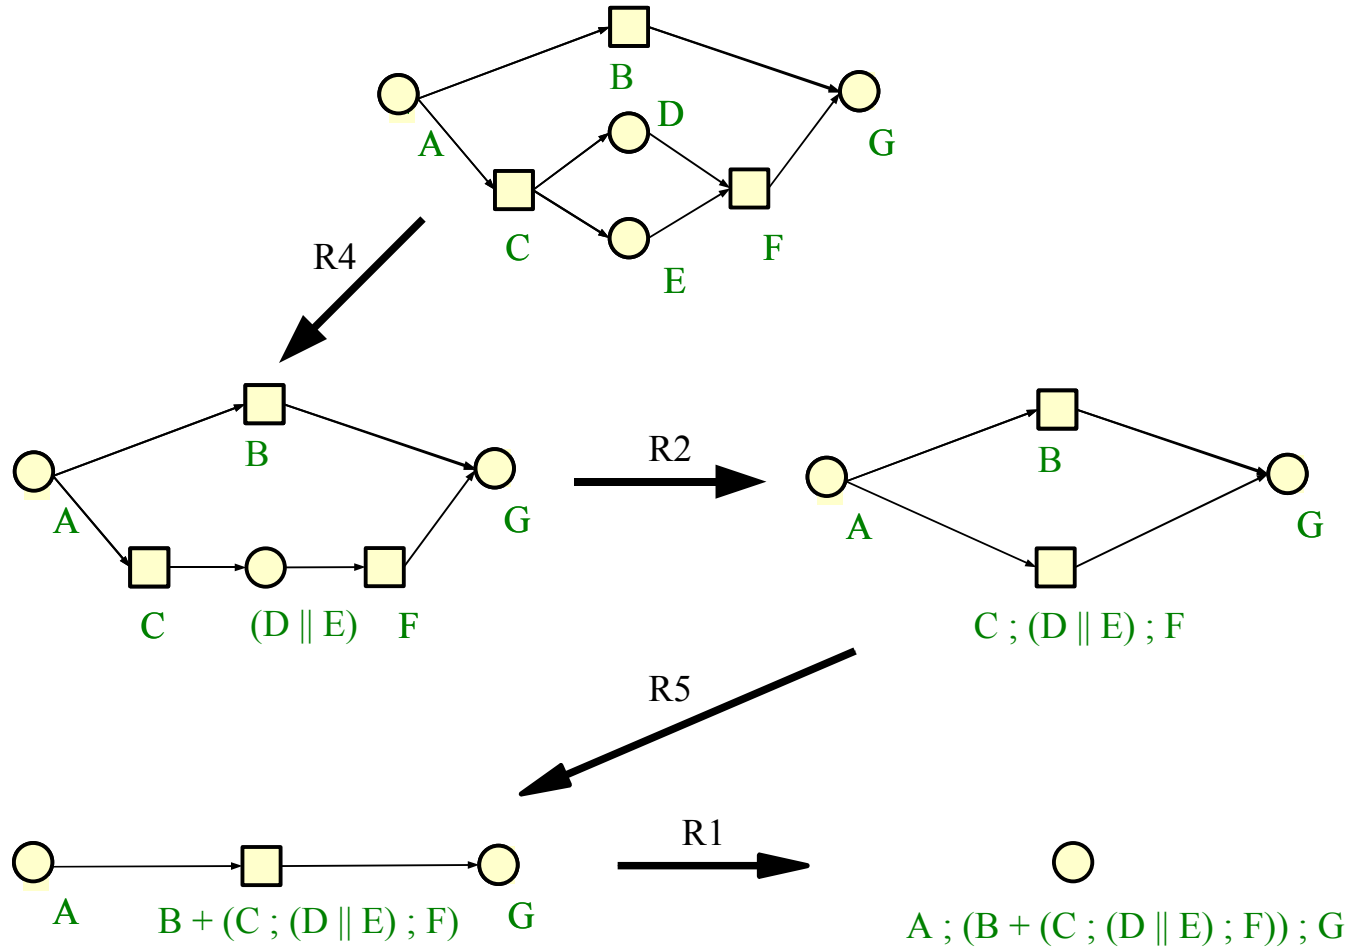 B
D
A
G
C
F
E
R4
B
R2
B
A
G
A
G
C
(D || E)
F
C ; (D || E) ; F
R5
R1
A
B + (C ; (D || E) ; F)
G
A ; (B + (C ; (D || E) ; F)) ; G